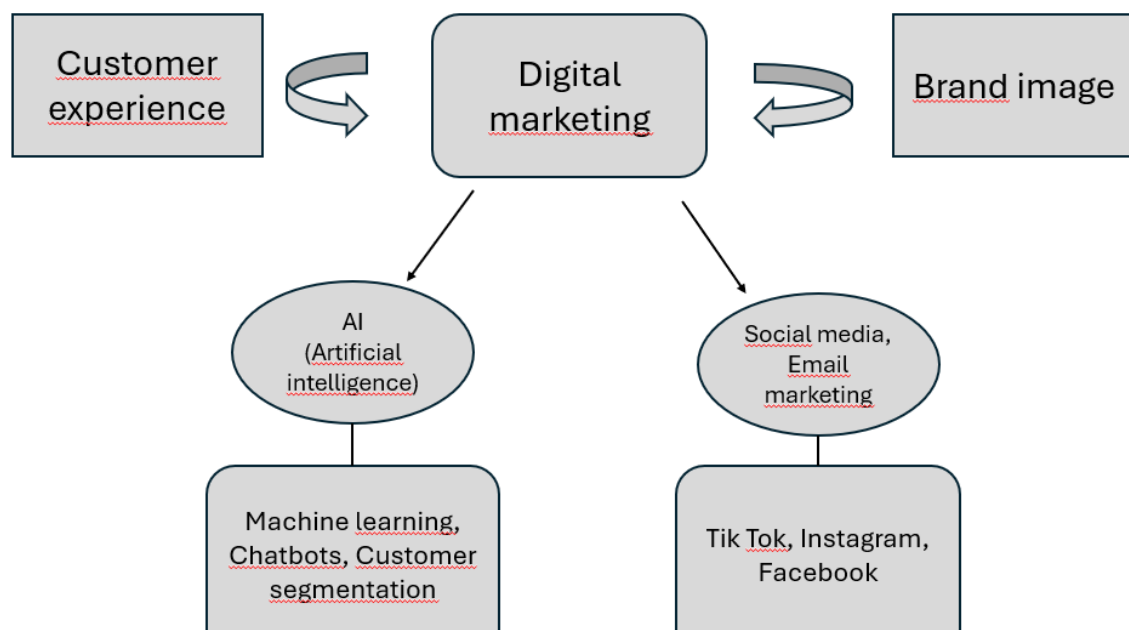 Customer
experience
Digital
marketing
Brand image
AI
(Artificial
intelligence)
Social media,
Email
marketing
Machine learning,
Chatbots, Customer
segmentation
Tik Tok, Instagram,
Facebook